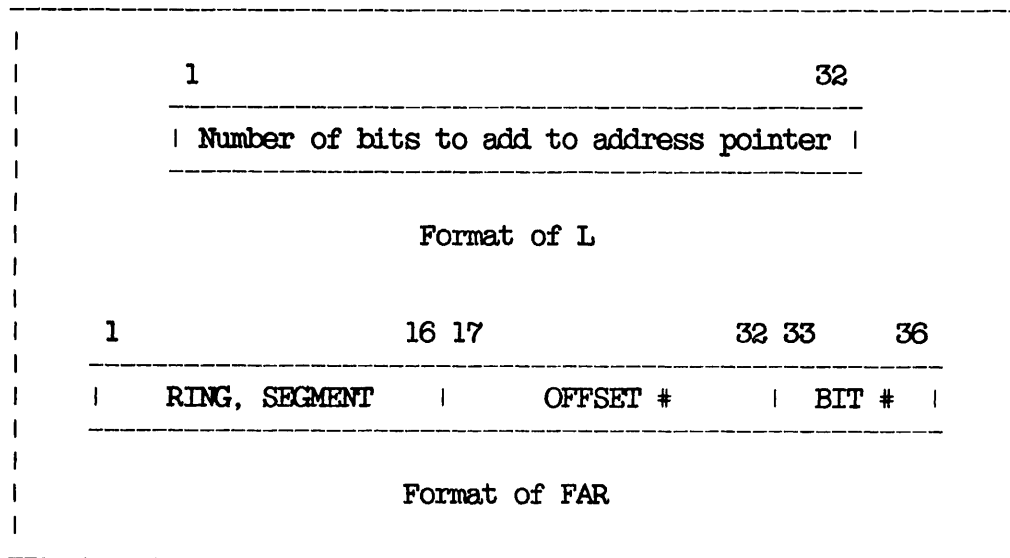 1 32
Number of bits to add to address pointer
Format of L
1 16 17 32 33 36
RING, SEGMENT OFFSET # BIT #
Format of FAR